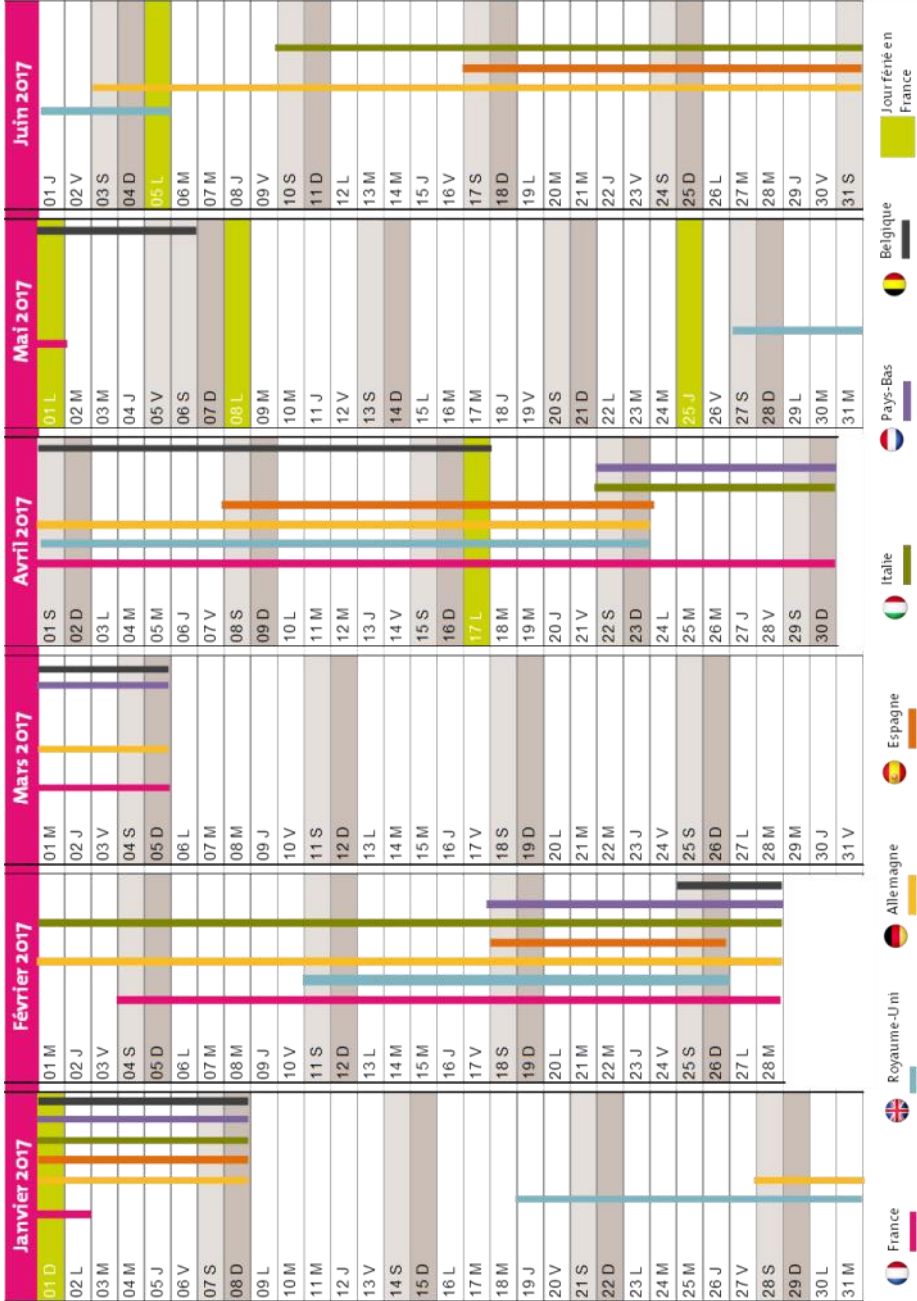 Janvier 2017
01 D
02 L
03 M
04 M
05 J
06 V
07 S
08 D
09 L
10 M
11 M
12 J
13 V
14 S
15 D
16 L
17 M
18 M
19 J
20 V
21 S
22 D
23 L
24 M
25 M
26 J
27 V
28 S
29 D
30 L
31 M
Février 2017
01 M
02 J
03 V
04 S
05 D
06 L
07 M
08 M
09 J
10 V
11 S
12 D
13 L
14 M
15 M
16 J
17 V
18 S
19 D
20 L
21 M
22 M
23 J
24 V
25 S
26 D
27 L
28 M
Mars 2017
01 M
02 J
03 V
04 S
05 D
06 L
07 M
08 M
09 J
10 V
11 S
12 D
13 L
14 M
15 M
16 J
17 V
18 S
19 D
20 L
21 M
22 M
23 J
24 V
25 S
26 D
27 L
28 M
29 M
30 J
31 V
Avril 2017
01 S
02 D
03 L
04 M
05 M
06 J
07 V
08 S
09 D
10 L
11 M
12 M
13 J
14 V
15 S
16 D
17 L
18 M
19 M
20 J
21 V
22 S
23 D
24 L
25 M
26 M
27 J
28 V
29 S
30 D
Mai 2017
01 L
02 M
03 M
04 J
05 V
06 S
07 D
08 L
09 M
10 M
11 J
12 V
13 S
14 D
15 L
16 M
17 M
18 J
19 V
20 S
21 D
22 L
23 M
24 M
25 J
26 V
27 S
28 D
29 L
30 M
31 M
Juin 2017
01 J
02 V
03 S
04 D
05 L
06 M
07 M
08 J
09 V
10 S
11 D
12 L
13 M
14 M
15 J
16 V
17 S
18 D
19 L
20 M
21 M
22 J
23 V
24 S
25 D
26 L
27 M
28 M
29 J
30 V
31 S
France
Royaume-Uni
Allemagne
Espagne
Italie
Pays-Bas
Belgique
Jour férié en
France